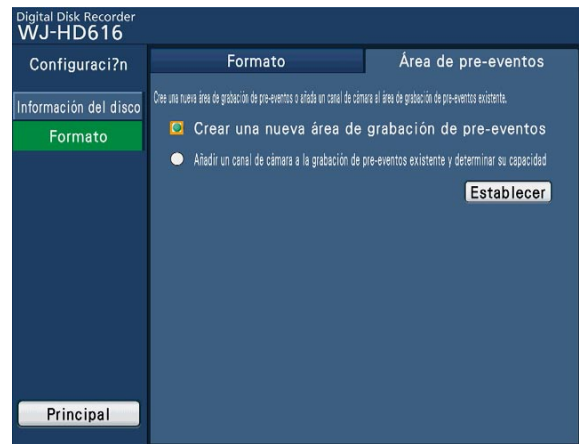 Digital Disk Recorder
WJ-HD616
Configuraci?n
Formato
Área de pre-eventos
Información del disco
Formato
Cree una nueva área de grabación de pre-eventos o añada un canal de cámara al área de grabación de pre-eventos existente.
Crear una nueva área de grabación de pre-eventos
Añadir un canal de cámara a la grabación de pre-eventos existente y determinar su capacidad
Establecer
Principal